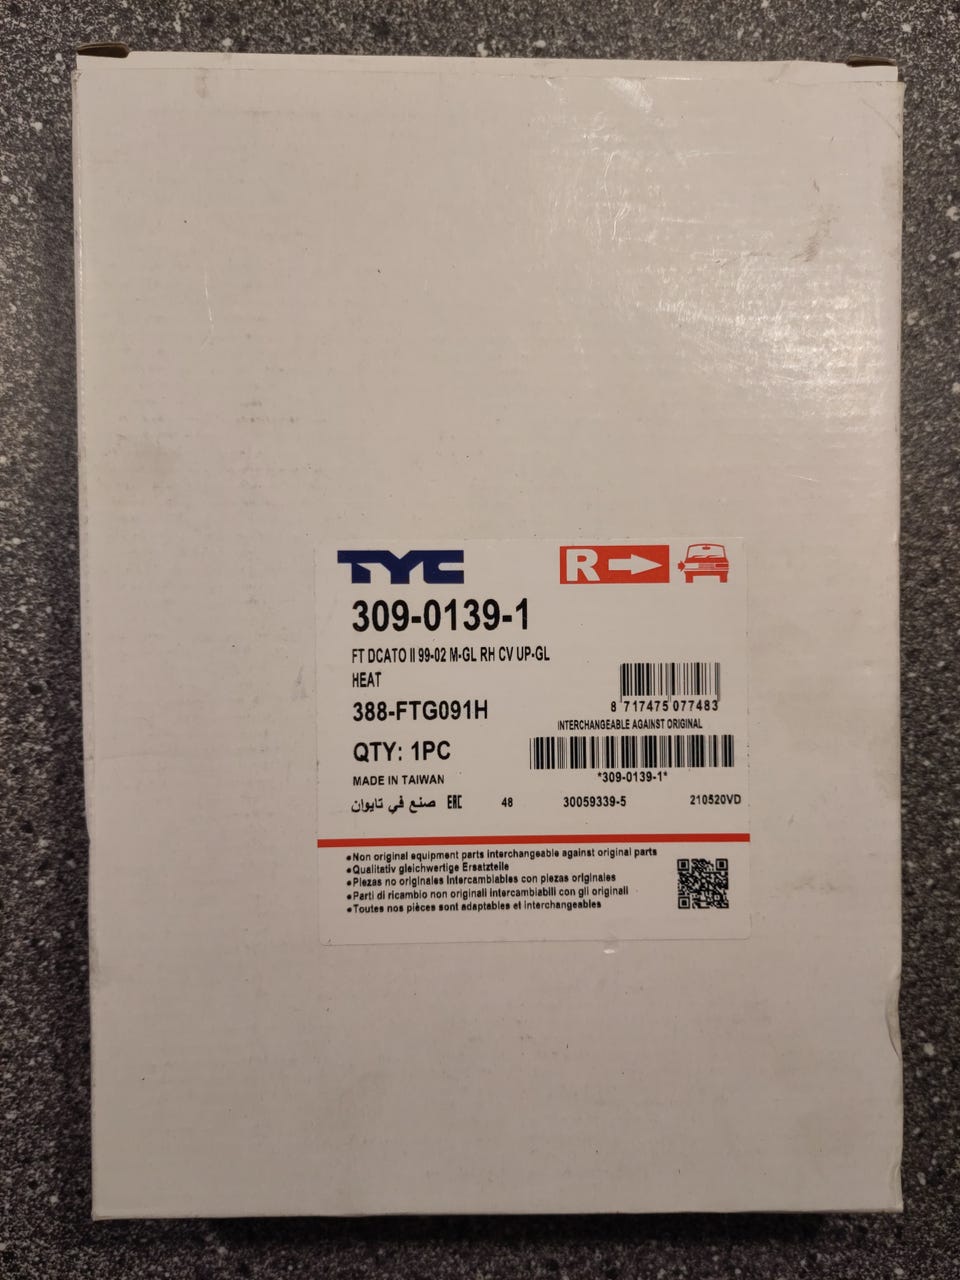 TYC
R
309-0139-1
FT DCATO II 99-02 M-GL RH CV UP-GL
HEAT
388-FTG091H
8 717475 077483
INTERCHANGEABLE AGAINST ORIGINAL
QTY: 1PC
*309-0139-1*
MADE IN TAIWAN
صنع في تايوان EAC 48 30059339-5 210520VD
•Non original equipment parts interchangeable against original parts
•Qualitativ gleichwertige Ersatzteile
•Piezas no originales intercambiables con piezas originales
•Parti di ricambio non originali intercambiabili con gli originali
•Toutes nos pièces sont adaptables et interchangeables